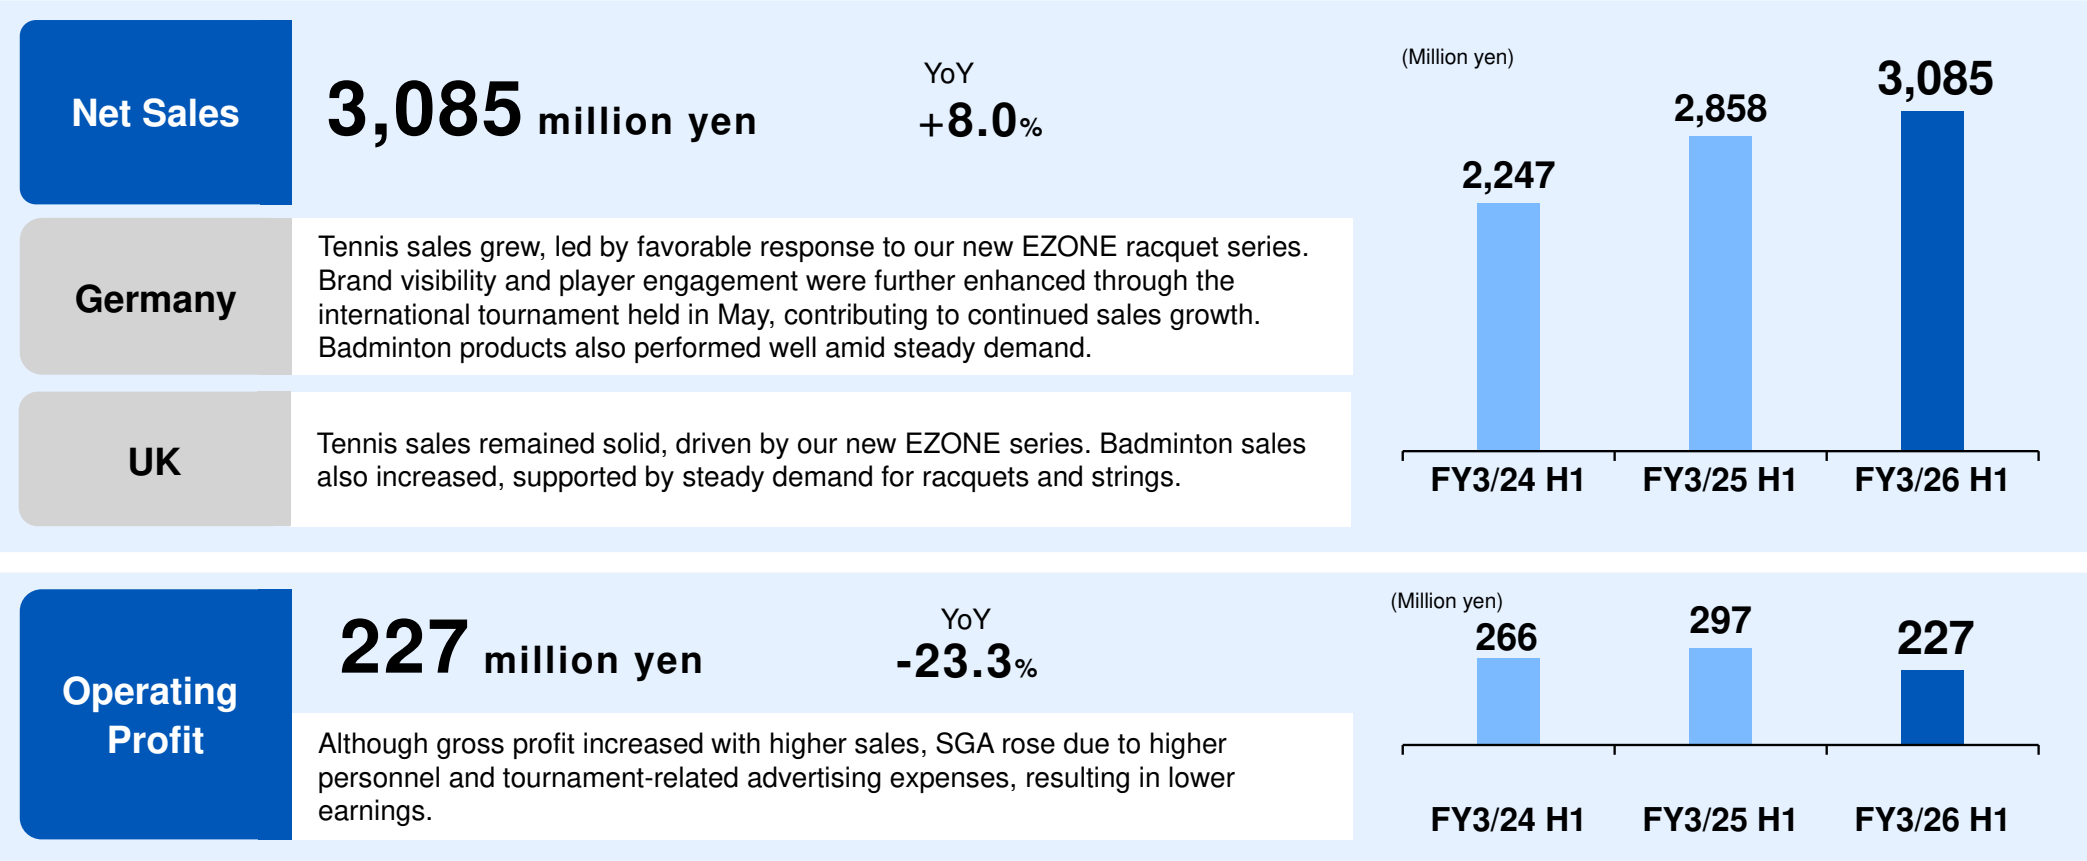 Net Sales
3,085 million yen
YoY
+8.0%
Germany
Tennis sales grew, led by favorable response to our new EZONE racquet series.
Brand visibility and player engagement were further enhanced through the
international tournament held in May, contributing to continued sales growth.
Badminton products also performed well amid steady demand.
UK
Tennis sales remained solid, driven by our new EZONE series. Badminton sales
also increased, supported by steady demand for racquets and strings.
(Million yen)
2,247
2,858
3,085
FY3/24 H1
FY3/25 H1
FY3/26 H1
Operating
Profit
227 million yen
YoY
-23.3%
Although gross profit increased with higher sales, SGA rose due to higher
personnel and tournament-related advertising expenses, resulting in lower
earnings.
(Million yen)
266
297
227
FY3/24 H1
FY3/25 H1
FY3/26 H1